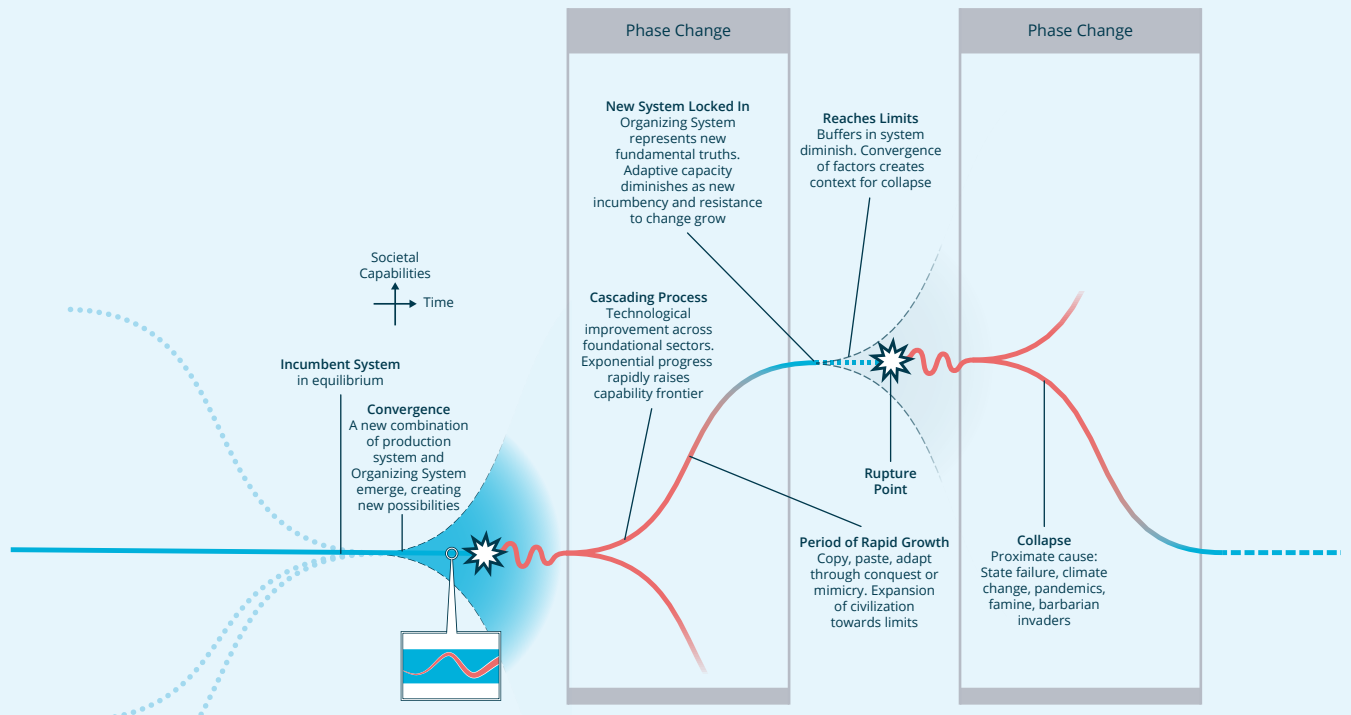 Phase Change
Phase Change
New System Locked In
Organizing System
represents new
fundamental truths.
Adaptive capacity
diminishes as new
incumbency and resistance
to change grow
Reaches Limits
Buffers in system
diminish. Convergence
of factors creates
context for collapse
Societal
Capabilities
Time
Cascading Process
Technological
improvement across
foundational sectors.
Exponential progress
rapidly raises
capability frontier
Incumbent System
in equilibrium
Convergence
A new combination
of production
system and
Organizing System
emerge, creating
new possibilities
Rupture
Point
Period of Rapid Growth
Copy, paste, adapt
through conquest or
mimicry. Expansion
of civilization
towards limits
Collapse
Proximate cause:
State failure, climate
change, pandemics,
famine, barbarian
invaders